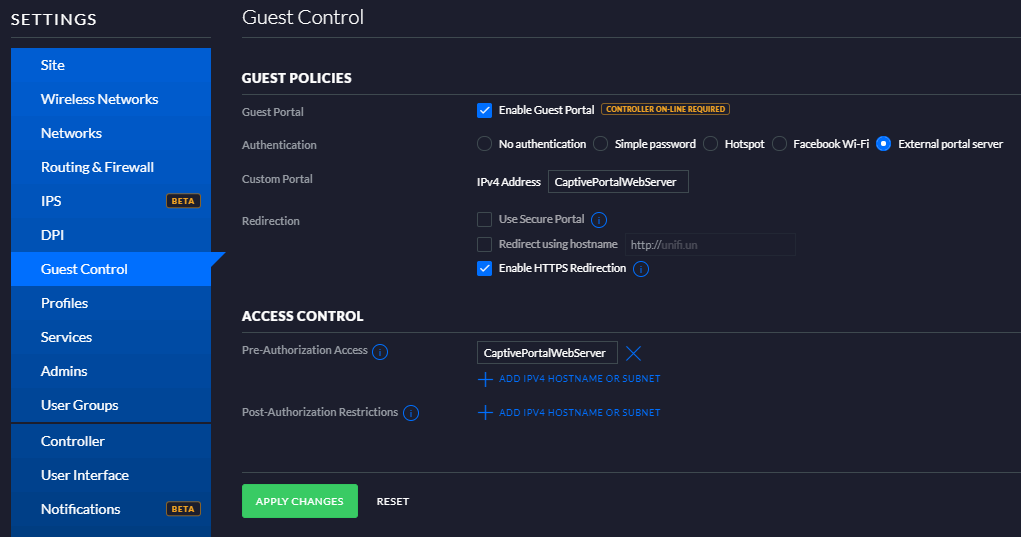 SETTINGS
Site
Wireless Networks
Networks
Routing & Firewall
IPS BETA
DPI
Guest Control
Profiles
Services
Admins
User Groups
Controller
User Interface
Notifications BETA
Guest Control
GUEST POLICIES
Guest Portal Enable Guest Portal CONTROLLER ON-LINE REQUIRED
Authentication No authentication Simple password Hotspot Facebook Wi-Fi External portal server
Custom Portal IPv4 Address CaptivePortalWebServer
Redirection Use Secure Portal i
Redirect using hostname http://unifi.un
Enable HTTPS Redirection i
ACCESS CONTROL
Pre-Authorization Access i CaptivePortalWebServer
ADD IPV4 HOSTNAME OR SUBNET
Post-Authorization Restrictions i ADD IPV4 HOSTNAME OR SUBNET
APPLY CHANGES RESET